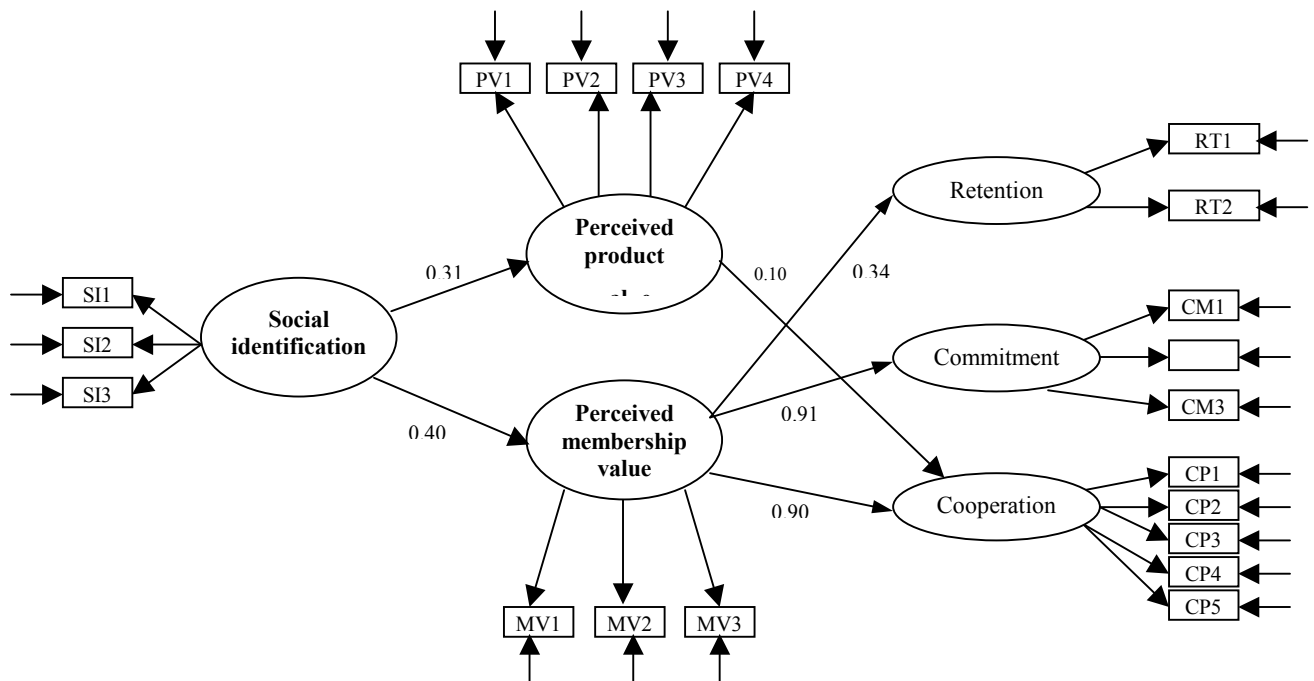 PV1 PV2 PV3 PV4
RT1
Retention
RT2
Perceived
product
0.31
0.10
0.34
SI1
SI2
SI3
Social
identification
CM1
Commitment
CM3
0.40
Perceived
membership
value
0.91
0.90
Cooperation
CP1
CP2
CP3
CP4
CP5
MV1 MV2 MV3